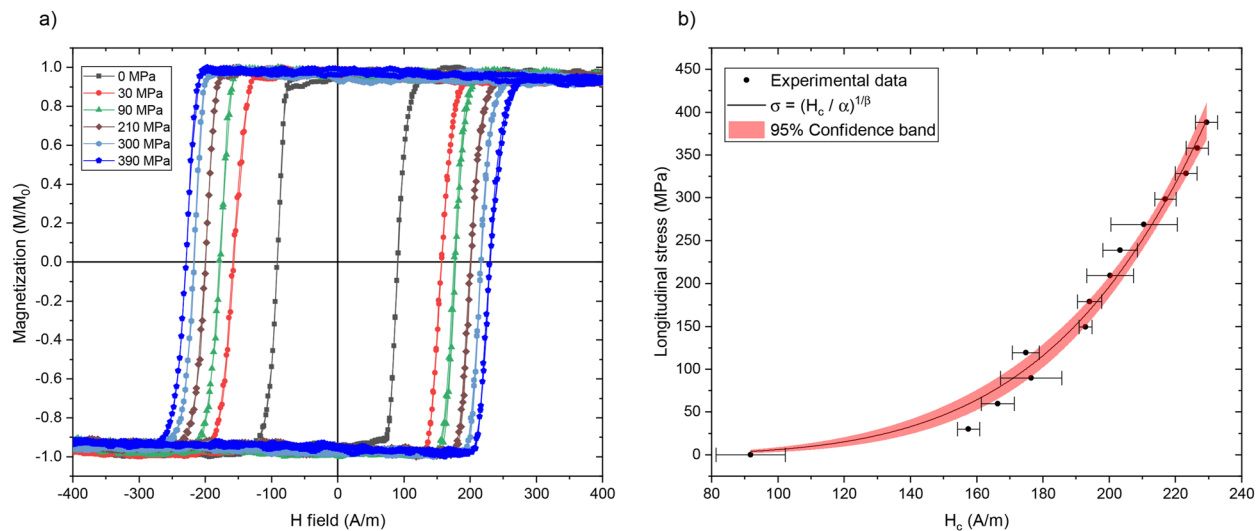 a)
Magnetization (M/M₀)
1.0
0.8
0.6
0.4
0.2
0.0
-0.2
-0.4
-0.6
-0.8
-1.0
0 MPa
30 MPa
90 MPa
210 MPa
300 MPa
390 MPa
-400 -300 -200 -100 0 100 200 300 400
H field (A/m)
b)
Longitudinal stress (MPa)
450
400
350
300
250
200
150
100
50
0
Experimental data
σ = (H_c / α)^1/β
95% Confidence band
80 100 120 140 160 180 200 220 240
H_c (A/m)